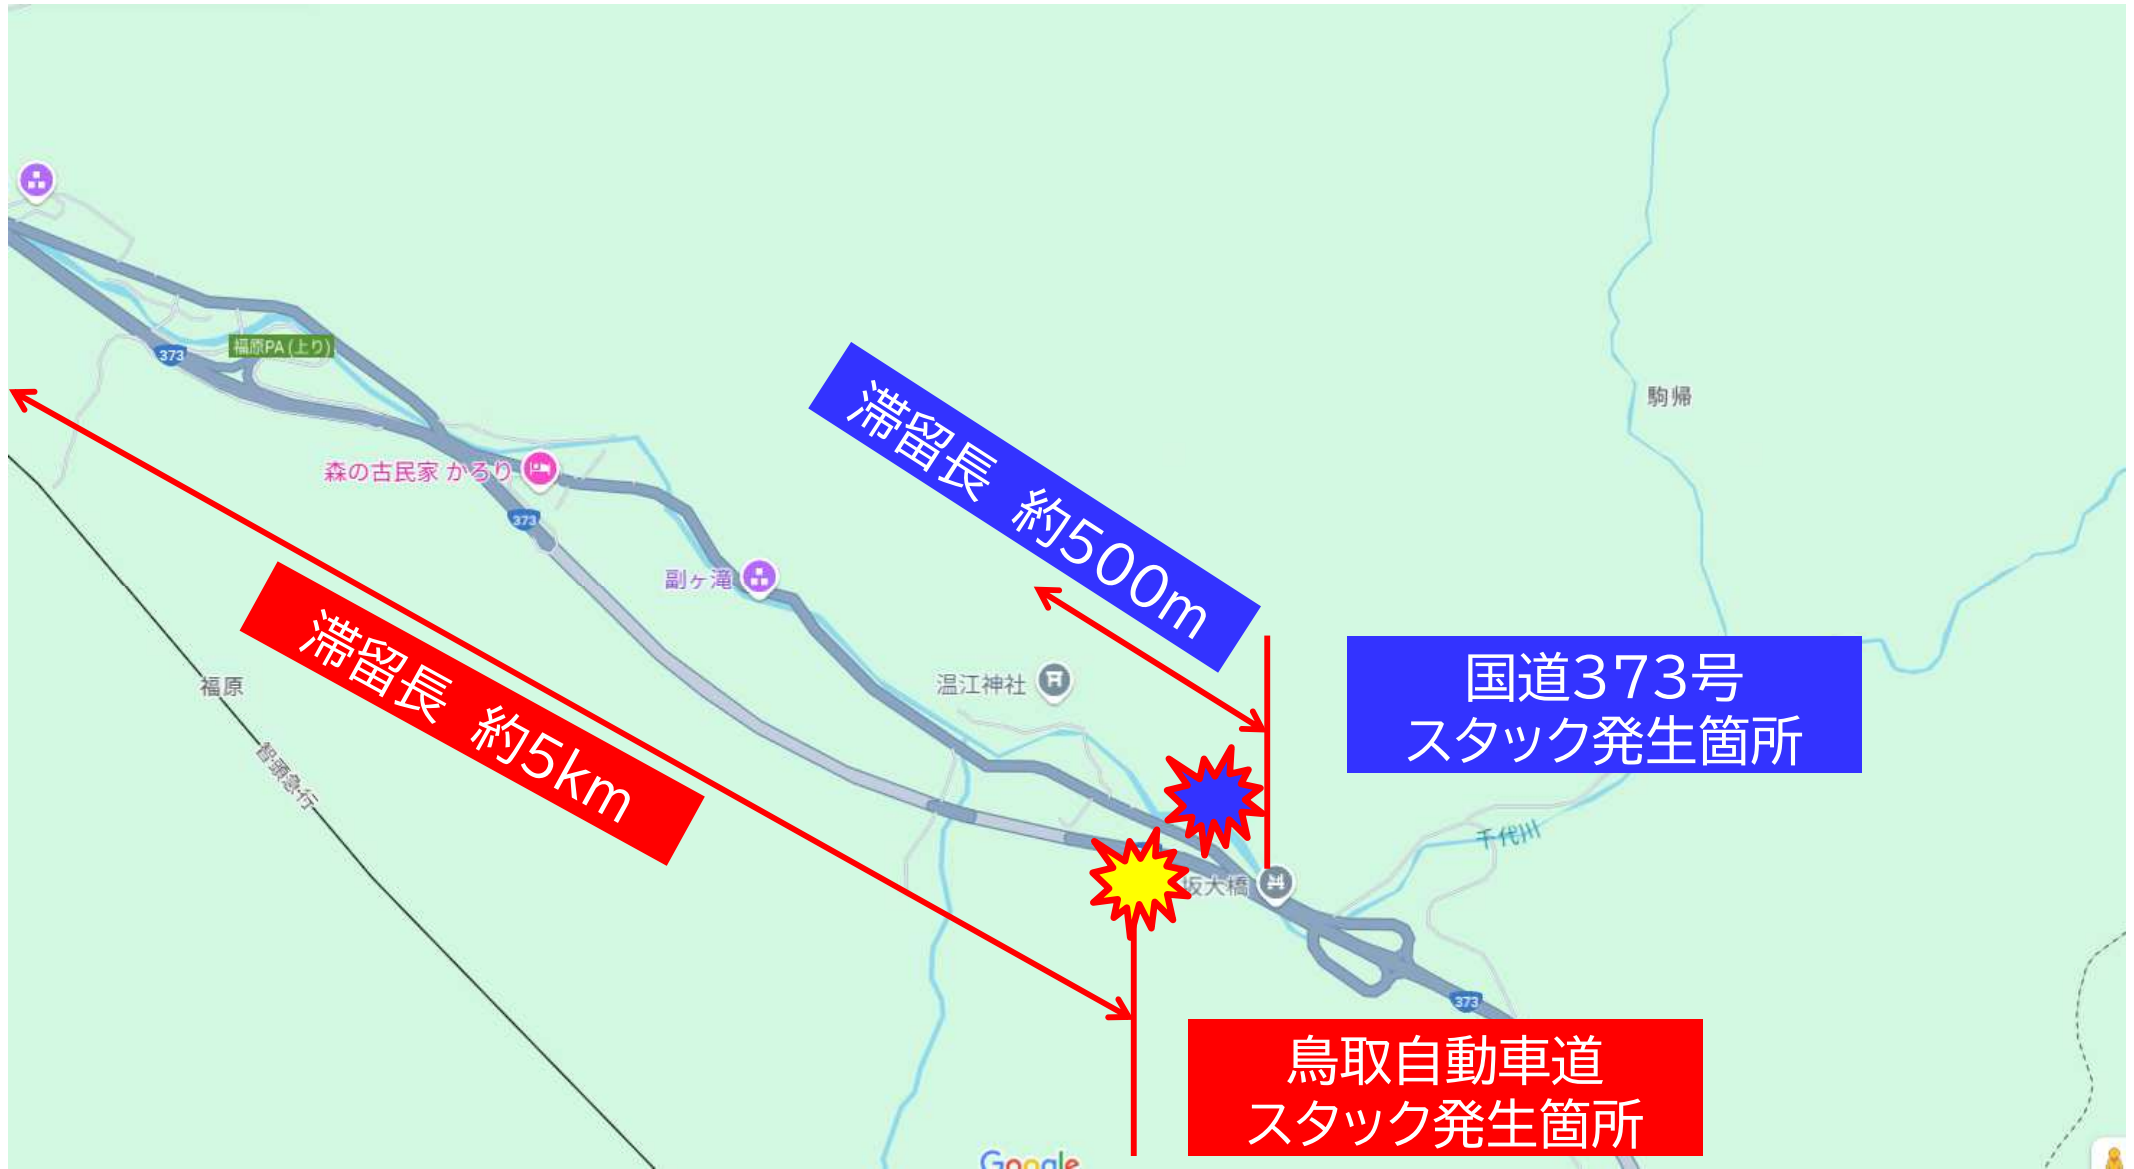 373
福原PA (上り)
駒帰
滞留長 約500m
森の古民家 かろり
373
副ヶ滝
滞留長 約5km
福原
智頭急行
温江神社
国道373号
スタック発生箇所
千代川
坂大橋
373
鳥取自動車道
スタック発生箇所
Google